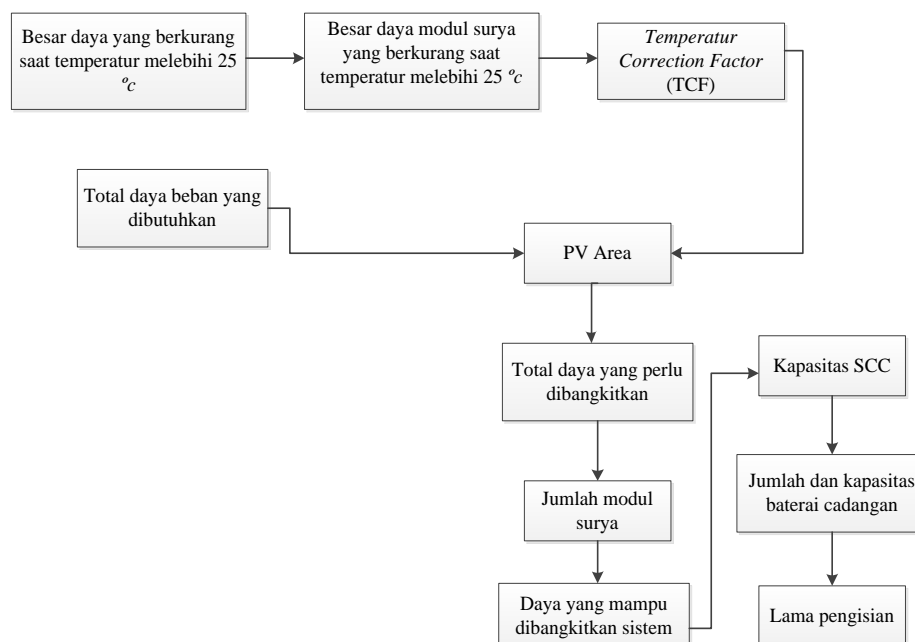 Besar daya yang berkurang
saat temperatur melebihi 25
ºc
Besar daya modul surya
yang berkurang saat
temperatur melebihi 25 ºc
Temperatur
Correction Factor
(TCF)
Total daya beban yang
dibutuhkan
PV Area
Total daya yang perlu
dibangkitkan
Jumlah modul
surya
Daya yang mampu
dibangkitkan sistem
Kapasitas SCC
Jumlah dan kapasitas
baterai cadangan
Lama pengisian